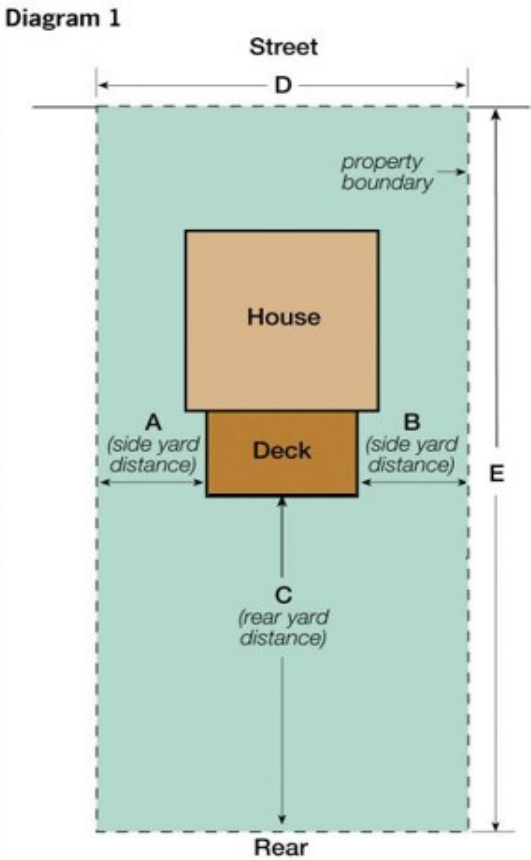 Diagram 1
Street
D
property
boundary
House
A
(side yard
distance)
Deck
B
(side yard
distance)
E
C
(rear yard
distance)
Rear